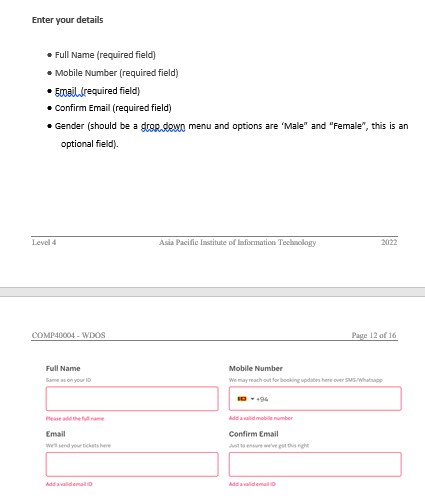 Enter your details
• Full Name (required field)
• Mobile Number (required field)
• Email (required field)
• Confirm Email (required field)
• Gender (should be a drop down menu and options are ‘Male” and “Female”, this is an
optional field).
Level 4 Asia Pacific Institute of Information Technology 2022
COMP40004 - WDOS Page 12 of 16
Full Name Mobile Number
Same as on your ID We may reach out for booking updates here over SMS/Whatsapp
+94
Please add the full name Add a valid mobile number
Email Confirm Email
We'll send your tickets here Just to ensure we've got this right
Add a valid email ID Add a valid email ID